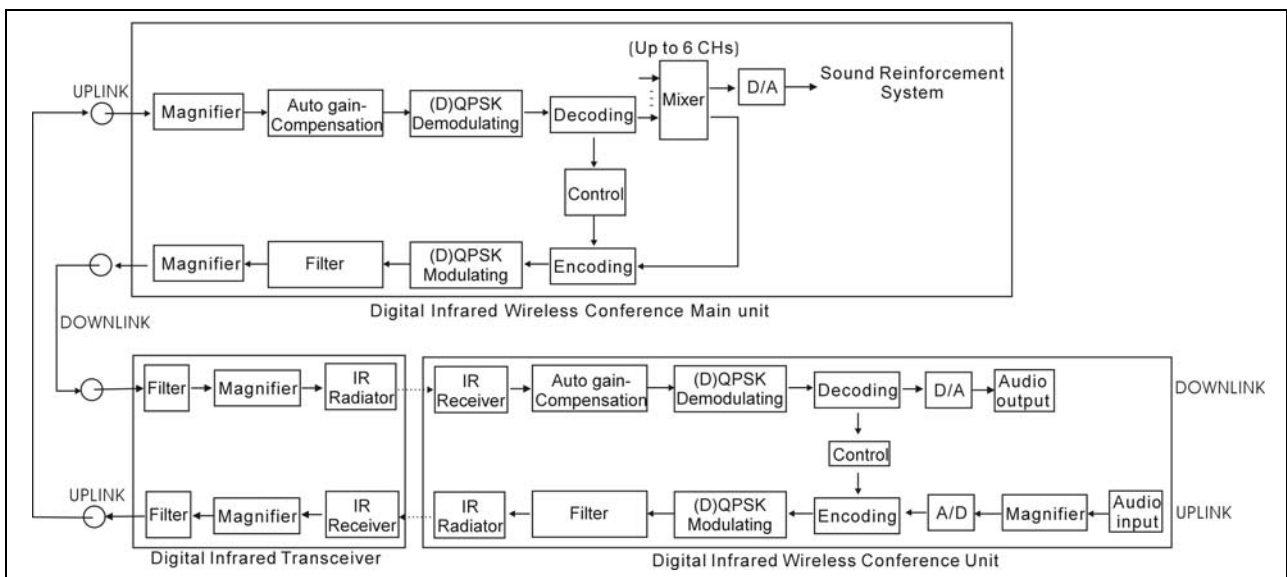 (Up to 6 CHs)
UPLINK
Magnifier
Auto gain-
Compensation
(D)QPSK
Demodulating
Decoding
Mixer
D/A
Sound Reinforcement
System
Control
Magnifier
Filter
(D)QPSK
Modulating
Encoding
Digital Infrared Wireless Conference Main unit
DOWNLINK
Filter
Magnifier
IR
Radiator
IR
Receiver
Auto gain-
Compensation
(D)QPSK
Demodulating
Decoding
D/A
Audio
output
DOWNLINK
Control
UPLINK
Filter
Magnifier
IR
Receiver
IR
Radiator
Filter
(D)QPSK
Modulating
Encoding
A/D
Magnifier
Audio
input
UPLINK
Digital Infrared Transceiver
Digital Infrared Wireless Conference Unit